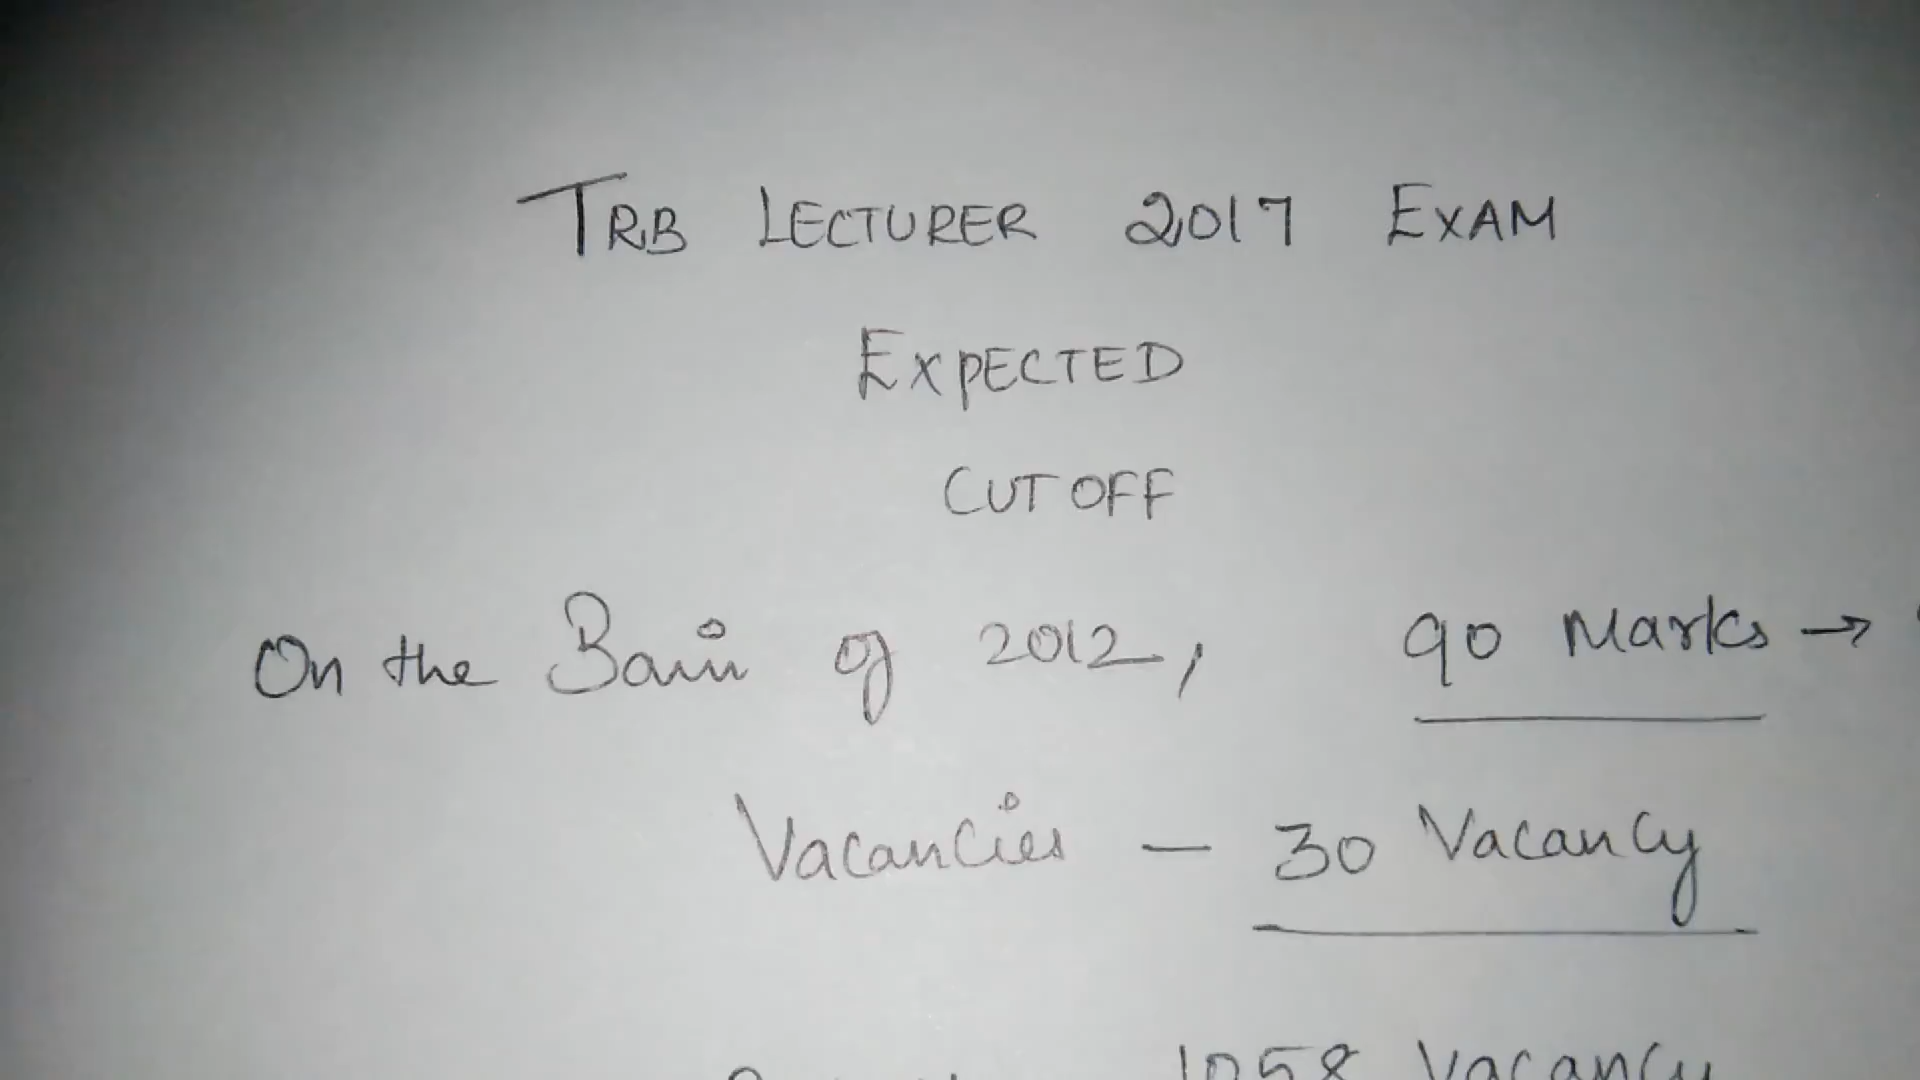 TRB LECTURER 2017 EXAM
EXPECTED
CUT OFF
On the Basis of 2012, 90 Marks →
Vacancies — 30 Vacancy
1058 Vacancy